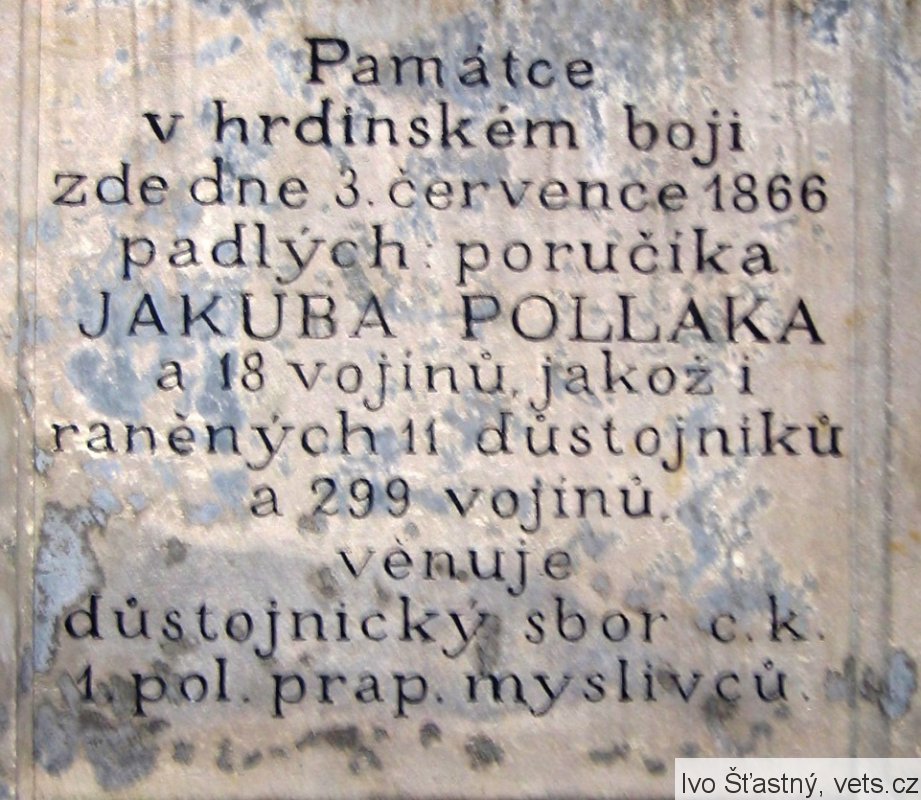 Památce
v hrdinském boji
zde dne 3. července 1866
padlých: poručíka
JAKUBA POLLAKA
a 18 vojínů, jakož i
raněných 11 důstojníků
a 299 vojínů,
věnuje
důstojnický sbor c. k.
1. pol. prap. myslivců.
Ivo Šťastný, vets.cz